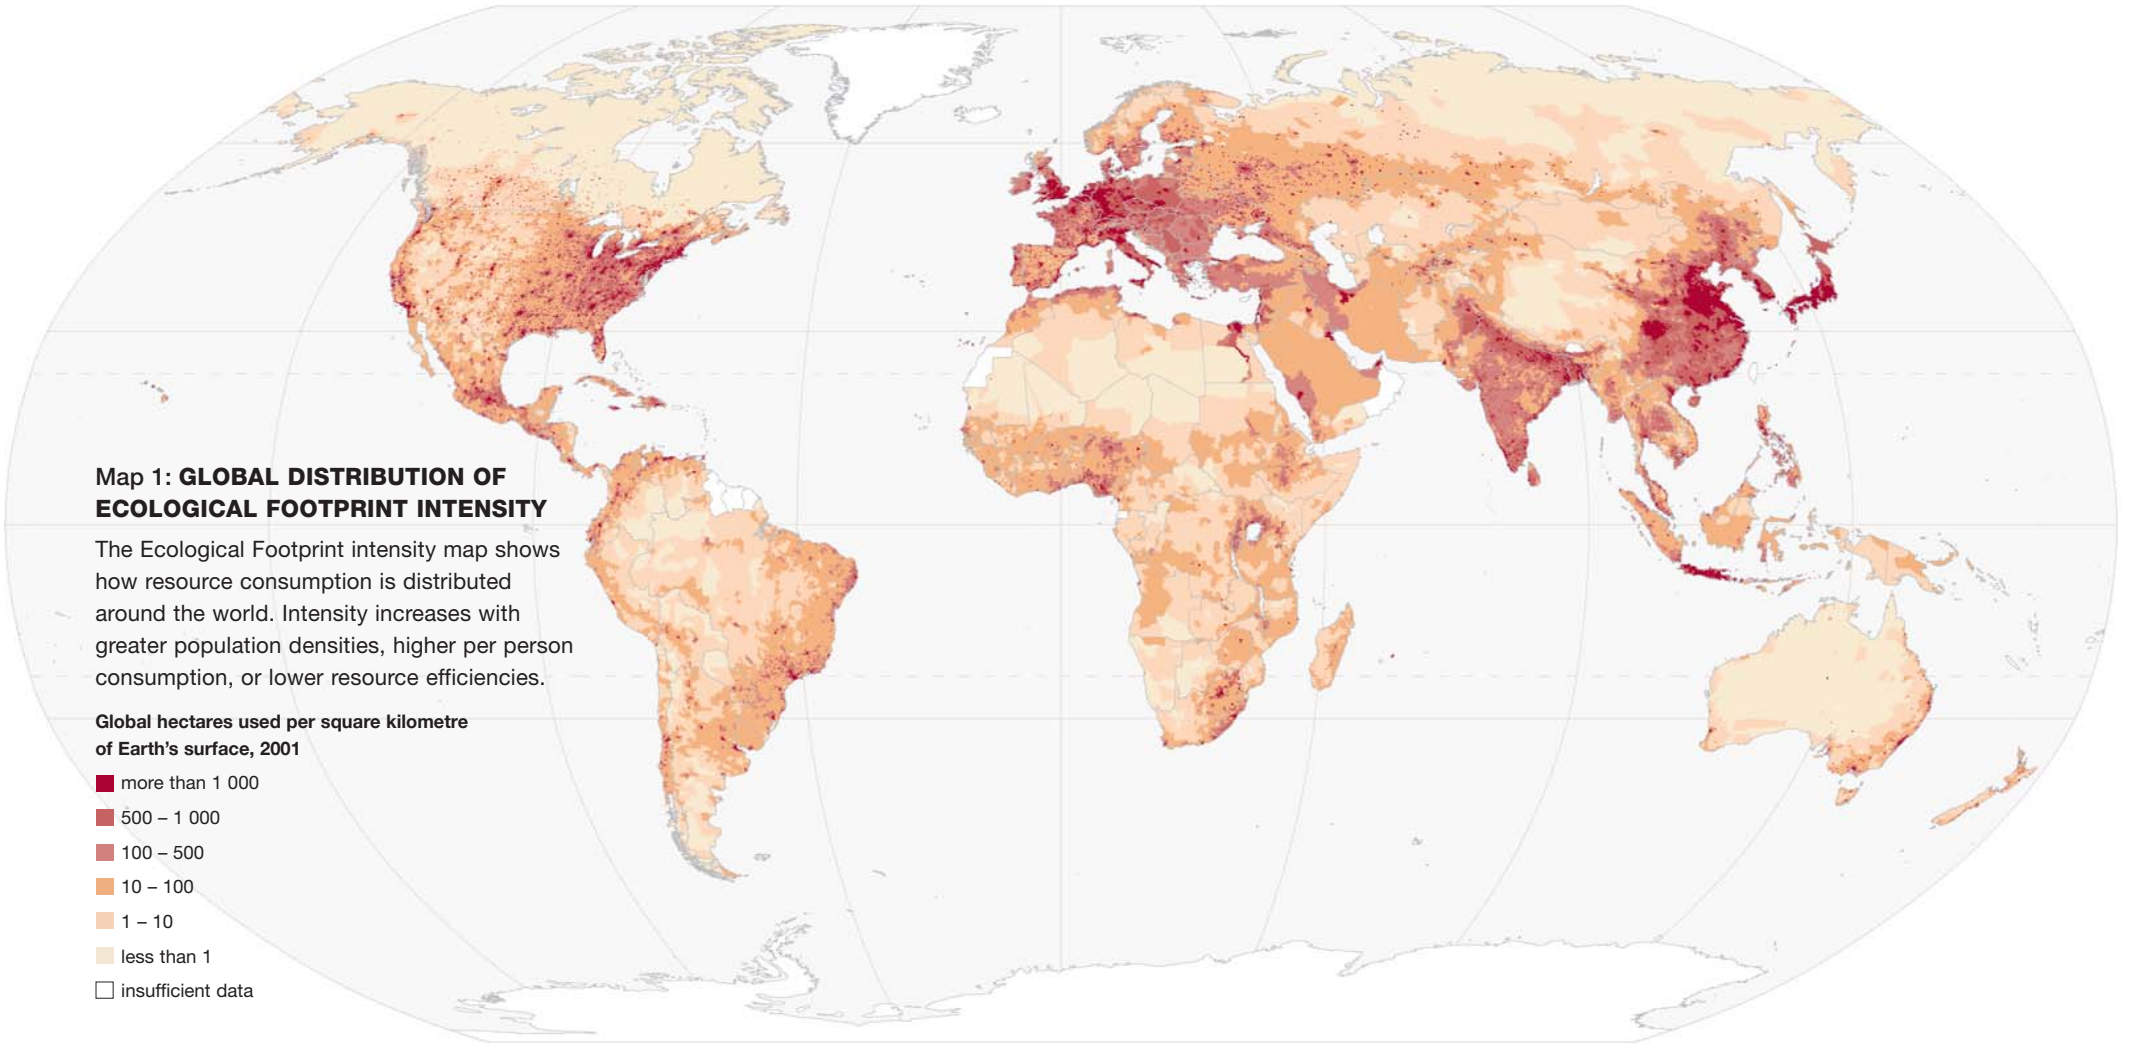 Map 1: GLOBAL DISTRIBUTION OF
ECOLOGICAL FOOTPRINT INTENSITY
The Ecological Footprint intensity map shows
how resource consumption is distributed
around the world. Intensity increases with
greater population densities, higher per person
consumption, or lower resource efficiencies.
Global hectares used per square kilometre
of Earth's surface, 2001
more than 1 000
500 – 1 000
100 – 500
10 – 100
1 – 10
less than 1
insufficient data